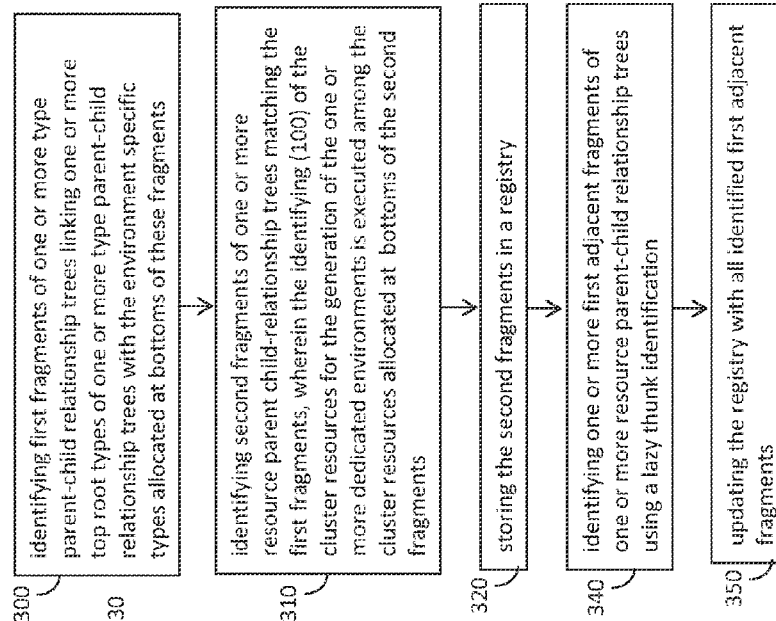 300
30
identifying first fragments of one or more type
parent-child relationship trees linking one or more
top root types of one or more type parent-child
relationship trees with the environment specific
types allocated at bottoms of these fragments
310
identifying second fragments of one or more
resource parent child-relationship trees matching the
first fragments, wherein the identifying (100) of the
cluster resources for the generation of the one or
more dedicated environments is executed among the
cluster resources allocated at bottoms of the second
fragments
320
storing the second fragments in a registry
340
identifying one or more first adjacent fragments of
one or more resource parent-child relationship trees
using a lazy thunk identification
350
updating the registry with all identified first adjacent
fragments